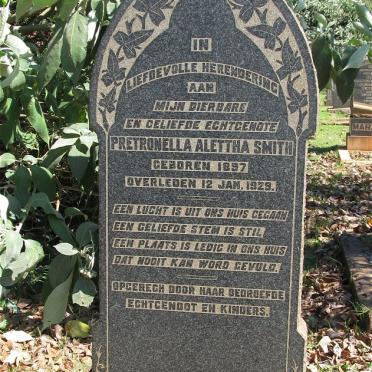 IN
LIEFDEVOLLE HERENDERING
AAN
MIJN DIERBARE
EN GELIEFDE ECHTGENOTE
PRETRONELLA ALETTHA SMITH
GEBOREN 1897
OVERLEDEN 12 JAN. 1929.
EEN LUCHT IS UIT ONS HUIS GEGAAN
EEN GELIEFDE STEM IS STIL
EEN PLAATS IS LEDIG IN ONS HUIS
DAT NOOIT KAN WORD GEVULD.
OPGERECH DOOR HAAR BEDROEFDE
ECHTGENOOT EN KINDERS.